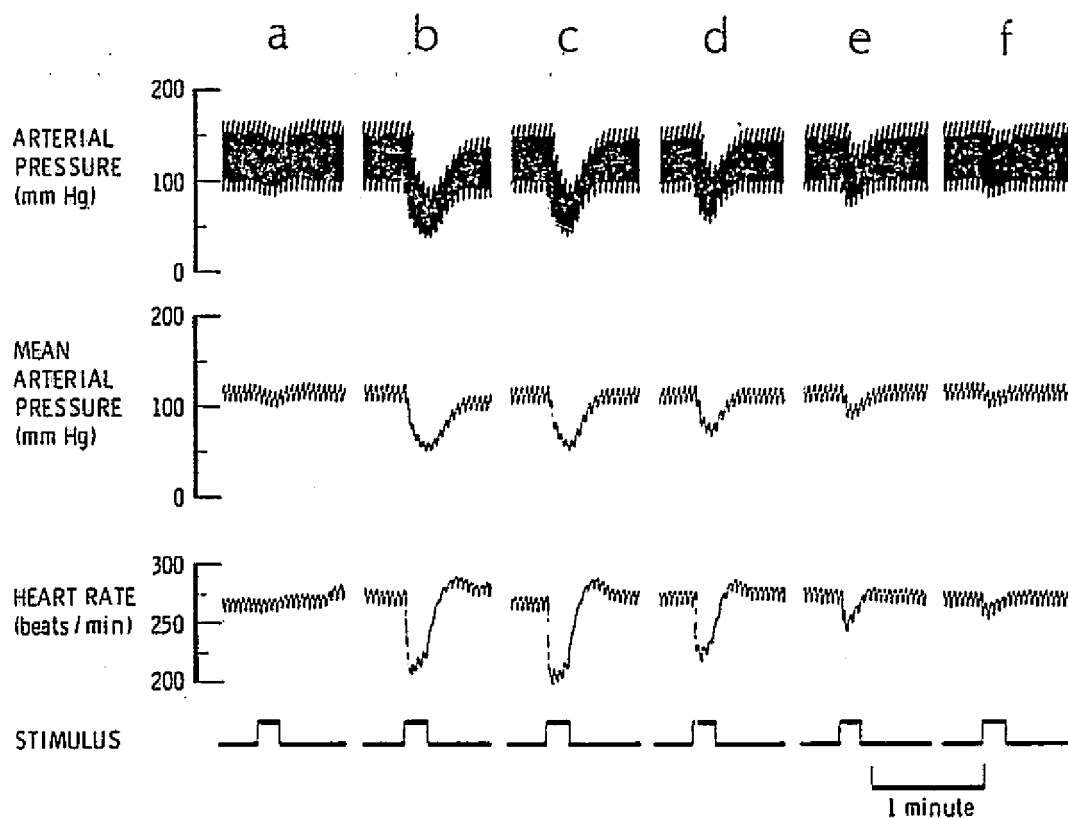 a b c d e f
200
ARTERIAL
PRESSURE
(mm Hg)
100
0
200
MEAN
ARTERIAL
PRESSURE
(mm Hg)
100
0
300
HEART RATE
(beats/min)
250
200
STIMULUS
1 minute